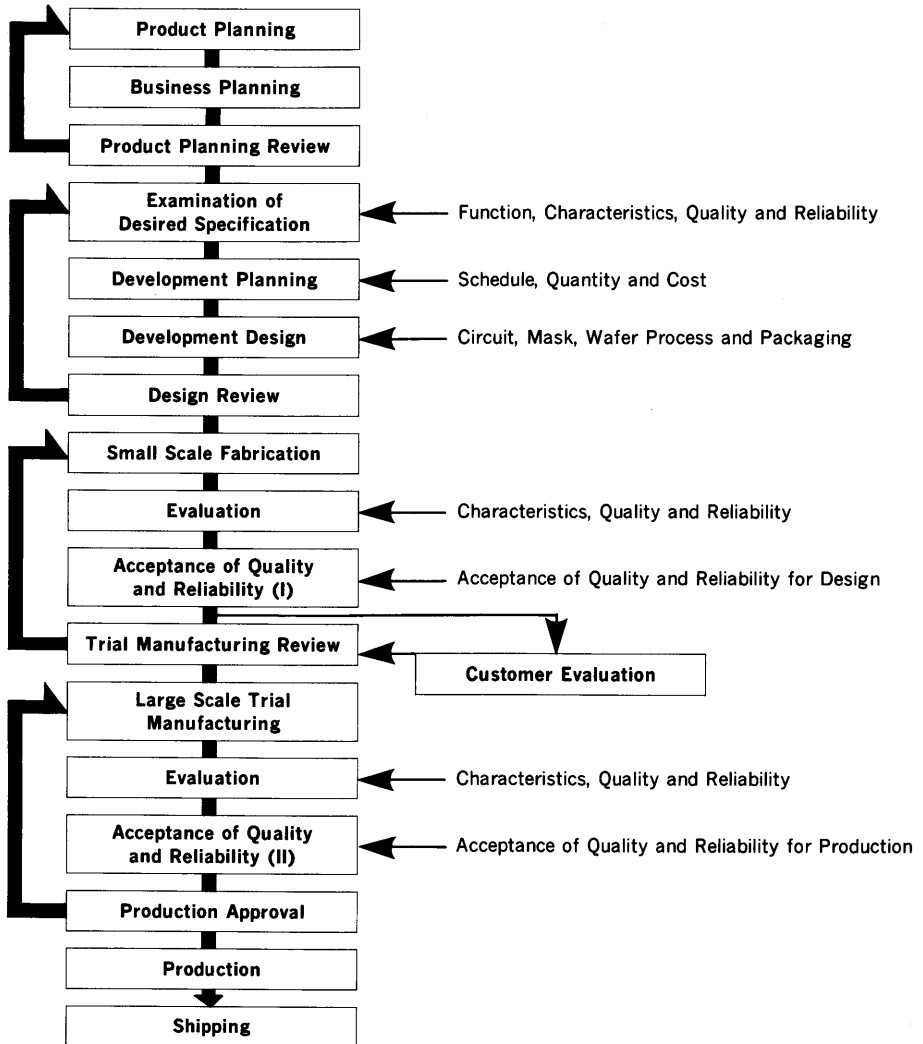 Product Planning
Business Planning
Product Planning Review
Examination of
Desired Specification
Function, Characteristics, Quality and Reliability
Development Planning
Schedule, Quantity and Cost
Development Design
Circuit, Mask, Wafer Process and Packaging
Design Review
Small Scale Fabrication
Evaluation
Characteristics, Quality and Reliability
Acceptance of Quality
and Reliability (I)
Acceptance of Quality and Reliability for Design
Trial Manufacturing Review
Customer Evaluation
Large Scale Trial
Manufacturing
Evaluation
Characteristics, Quality and Reliability
Acceptance of Quality
and Reliability (II)
Acceptance of Quality and Reliability for Production
Production Approval
Production
Shipping